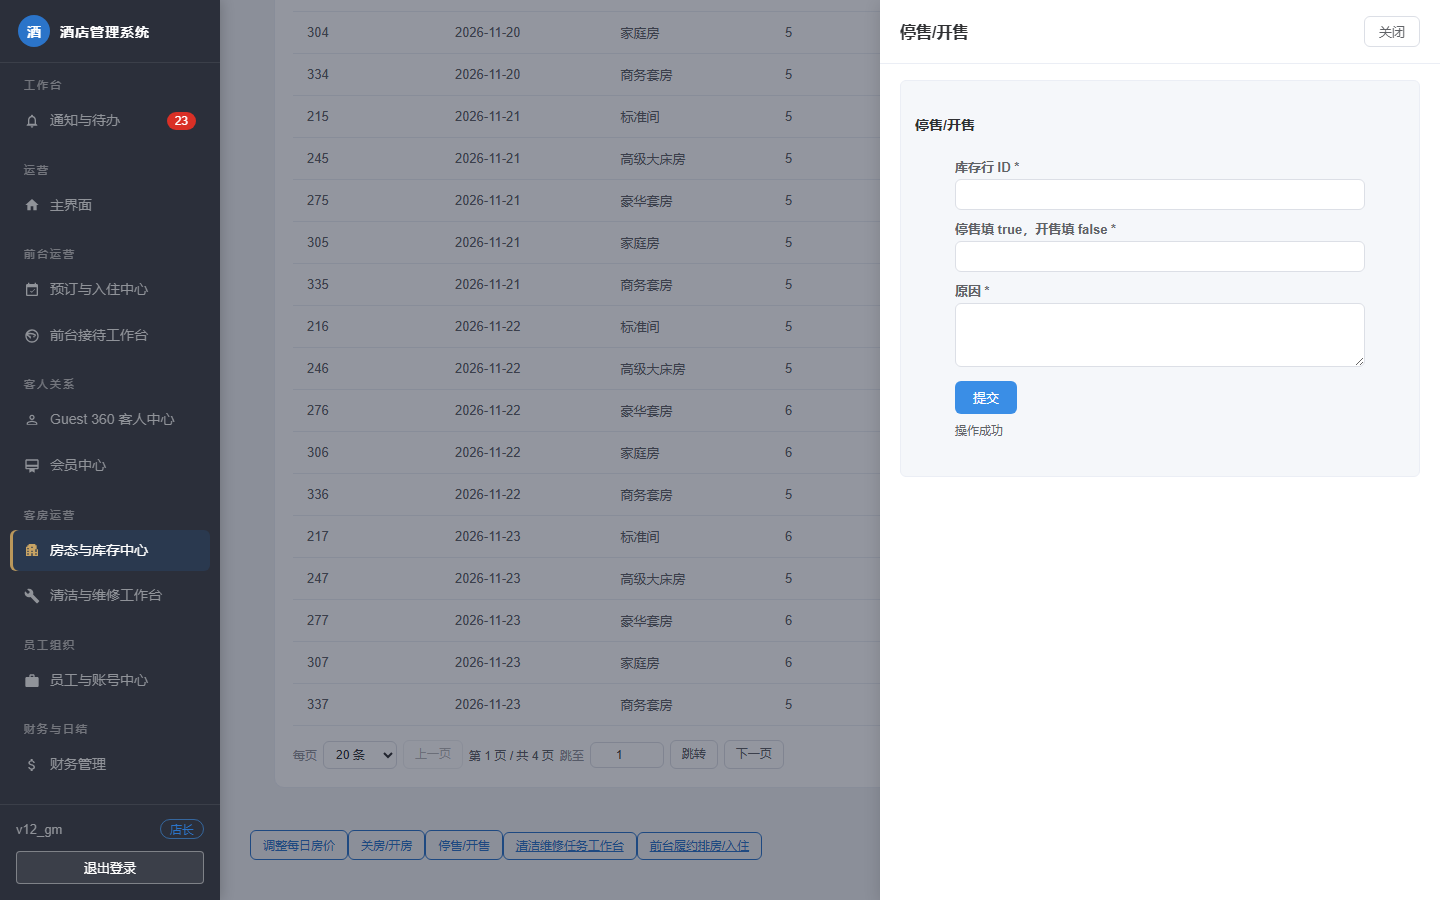 酒 酒店管理系统
工作台
通知与待办 23
运营
主界面
前台运营
预订与入住中心
前台接待工作台
客人关系
Guest 360 客人中心
会员中心
客房运营
房态与库存中心
清洁与维修工作台
员工组织
员工与账号中心
财务与日结
财务管理
v12_gm 店长
退出登录
304 2026-11-20 家庭房 5
334 2026-11-20 商务套房 5
215 2026-11-21 标准间 5
245 2026-11-21 高级大床房 5
275 2026-11-21 豪华套房 5
305 2026-11-21 家庭房 5
335 2026-11-21 商务套房 5
216 2026-11-22 标准间 5
246 2026-11-22 高级大床房 5
276 2026-11-22 豪华套房 6
306 2026-11-22 家庭房 6
336 2026-11-22 商务套房 5
217 2026-11-23 标准间 6
247 2026-11-23 高级大床房 5
277 2026-11-23 豪华套房 6
307 2026-11-23 家庭房 6
337 2026-11-23 商务套房 5
每页 20 条 上一页 第 1 页 / 共 4 页 跳至 1 跳转 下一页
调整每日房价 关房/开房 停售/开售 清洁维修任务工作台 前台履约排房/入住
停售/开售 关闭
停售/开售
库存行 ID *
停售填 true，开售填 false *
原因 *
提交
操作成功